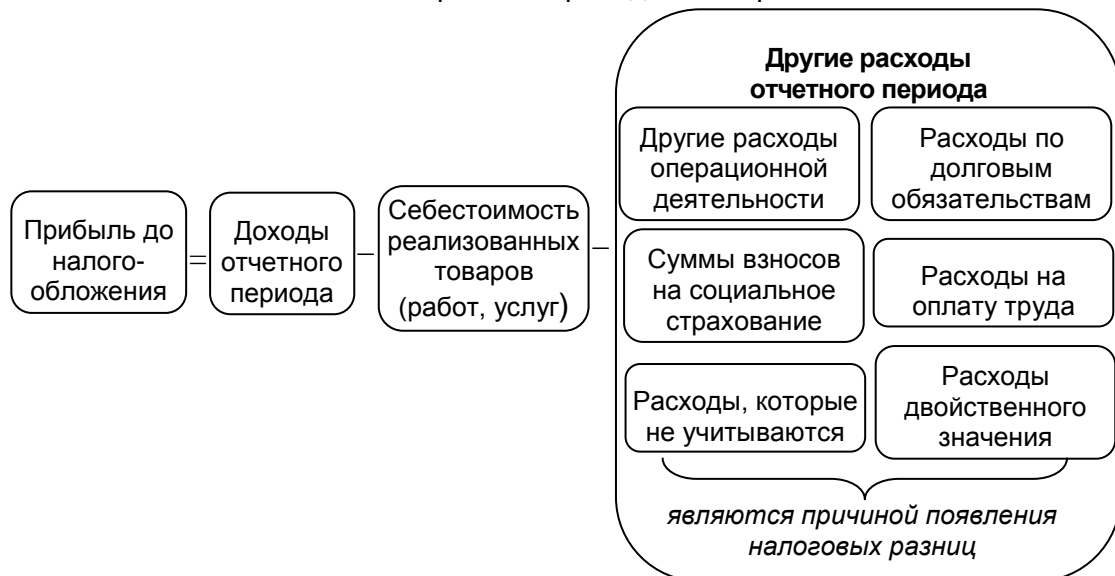 Другие расходы
отчетного периода
Другие расходы
операционной
деятельности
Расходы по
долговым
обязательствам
Прибыль до
налого-
обложения
=
Доходы
отчетного
периода
–
Себестоимость
реализованных
товаров
(работ, услуг)
–
Суммы взносов
на социальное
страхование
Расходы на
оплату труда
Расходы, которые
не учитываются
Расходы
двойственного
значения
являются причиной появления
налоговых разниц